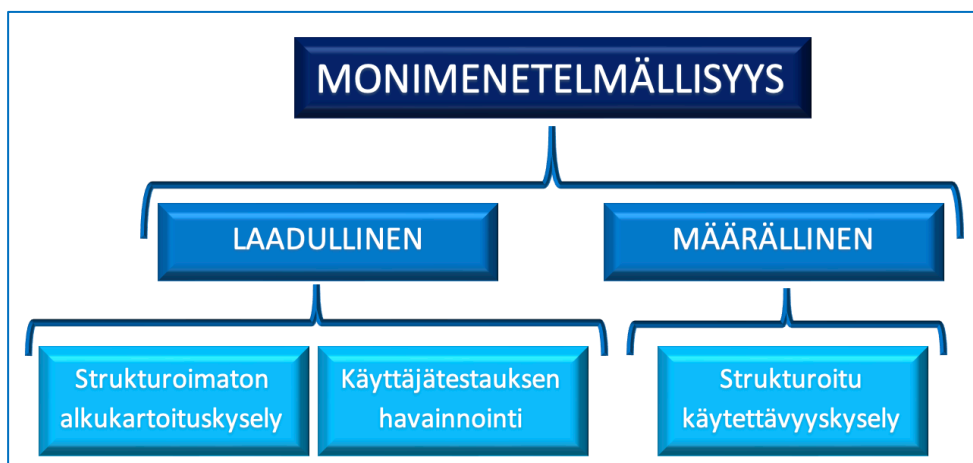 MONIMENETELMÄLLISYYS
LAADULLINEN
MÄÄRÄLLINEN
Strukturoimaton
alkukartoituskysely
Käyttäjätestauksen
havainnointi
Strukturoitu
käytettävyyskysely